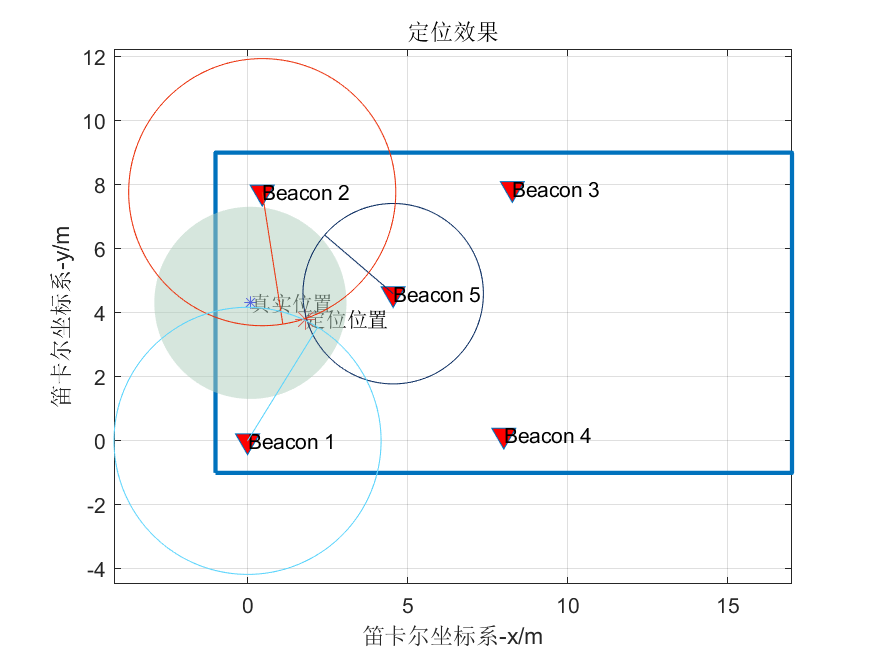 定位效果
12
10
8
6
4
2
0
-2
-4
笛卡尔坐标系-y/m
Beacon 2
Beacon 3
Beacon 5
真实位置
定位位置
Beacon 1
Beacon 4
0
5
10
15
笛卡尔坐标系-x/m